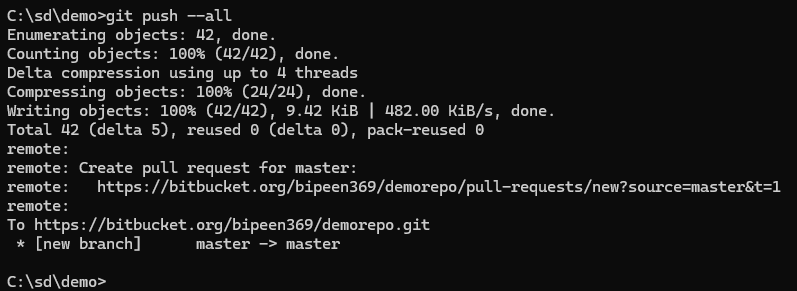 C:\sd\demo>git push --all
Enumerating objects: 42, done.
Counting objects: 100% (42/42), done.
Delta compression using up to 4 threads
Compressing objects: 100% (24/24), done.
Writing objects: 100% (42/42), 9.42 KiB | 482.00 KiB/s, done.
Total 42 (delta 5), reused 0 (delta 0), pack-reused 0
remote:
remote: Create pull request for master:
remote:   https://bitbucket.org/bipeen369/demorepo/pull-requests/new?source=master&t=1
remote:
To https://bitbucket.org/bipeen369/demorepo.git
 * [new branch]      master -> master
C:\sd\demo>